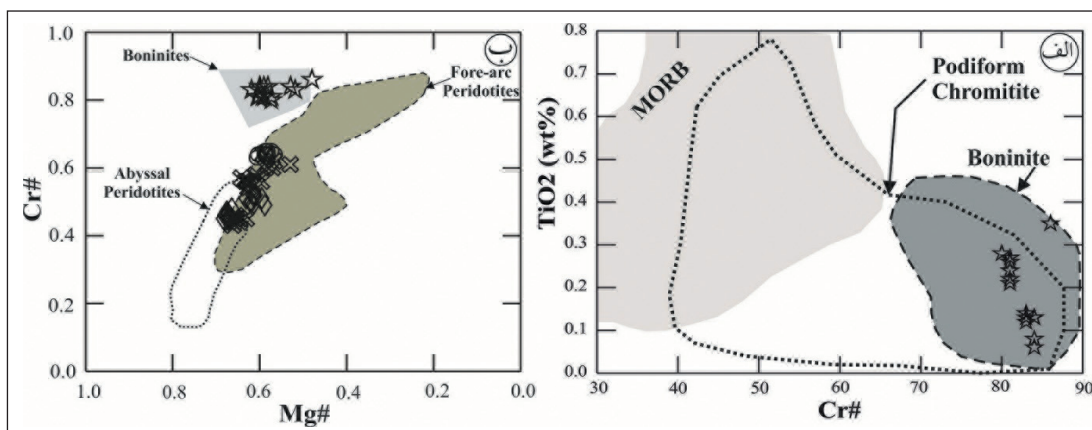 ب
1.0
Boninites
Fore-arc
Peridotites
0.8
0.6
Abyssal
Peridotites
Cr#
0.4
0.2
0.0
1.0 0.8 0.6 0.4 0.2 0.0
Mg#
الف
0.8
MORB
Podiform
Chromitite
0.7
0.6
0.5
Boninite
TiO2 (wt%)
0.4
0.3
0.2
0.1
0.0
30 40 50 60 70 80 90
Cr#